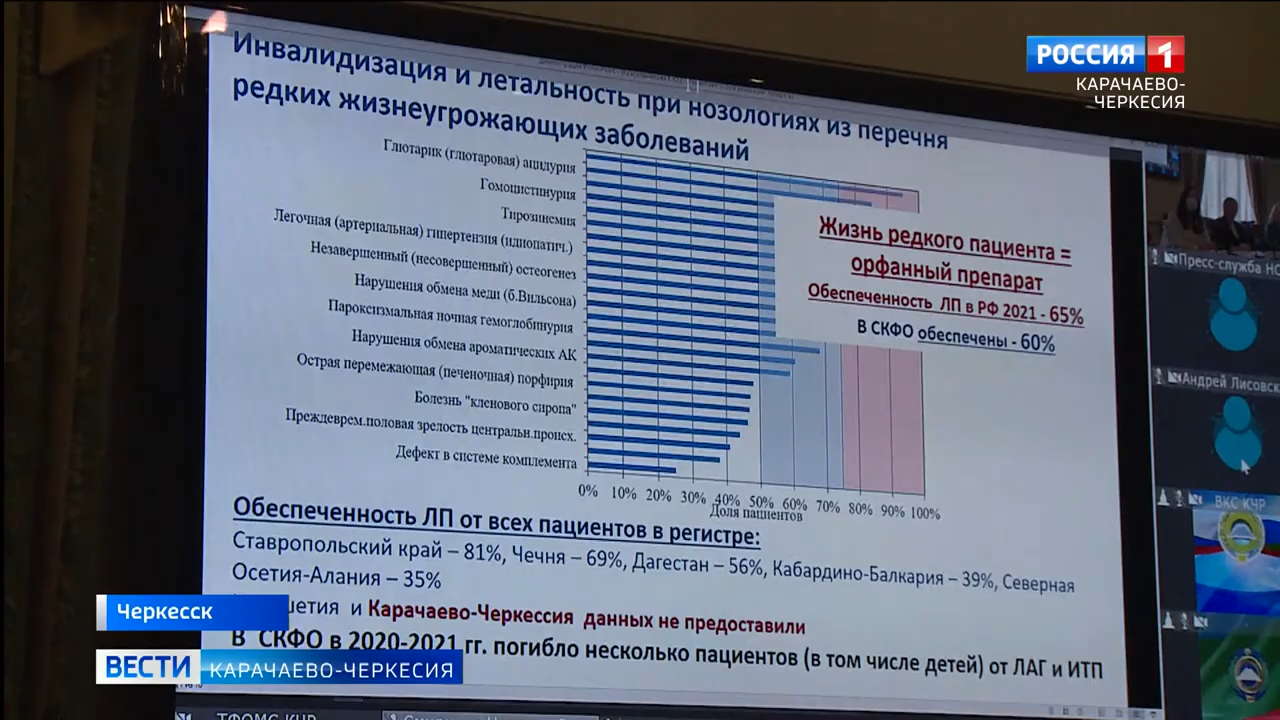 Инвалидизация и летальность при нозологиях из перечня
редких жизнеугрожающих заболеваний
РОССИЯ 1
КАРАЧАЕВО-
ЧЕРКЕСИЯ
Глютарик (глютаровая) ацидурия
Гомоцистинурия
Тирозинемия
Легочная (артериальная) гипертензия (идиопатич.)
Незавершенный (несовершенный) остеогенез
Нарушения обмена меди (б.Вильсона)
Пароксизмальная ночная гемоглобинурия
Нарушения обмена ароматических АК
Острая перемежающая (печеночная) порфирия
Болезнь "кленового сиропа"
Преждеврем.половая зрелость центральн.происх.
Дефект в системе комплемента
0% 10% 20% 30% 40% 50% 60% 70% 80% 90% 100%
Доля пациентов
Жизнь редкого пациента =
орфанный препарат
Обеспеченность ЛП в РФ 2021 - 65%
В СКФО обеспечены - 60%
Пресс-служба
Андрей
ВКС КЧР
Обеспеченность ЛП от всех пациентов в регистре:
Ставропольский край – 81%, Чечня – 69%, Дагестан – 56%, Кабардино-Балкария – 39%, Северная
Осетия-Алания – 35%
и Карачаево-Черкессия данных не предоставили
В СКФО в 2020-2021 гг. погибло несколько пациентов (в том числе детей) от ЛАГ и ИТП
Черкесск
ВЕСТИ КАРАЧАЕВО-ЧЕРКЕСИЯ
ТФОМС КЧР